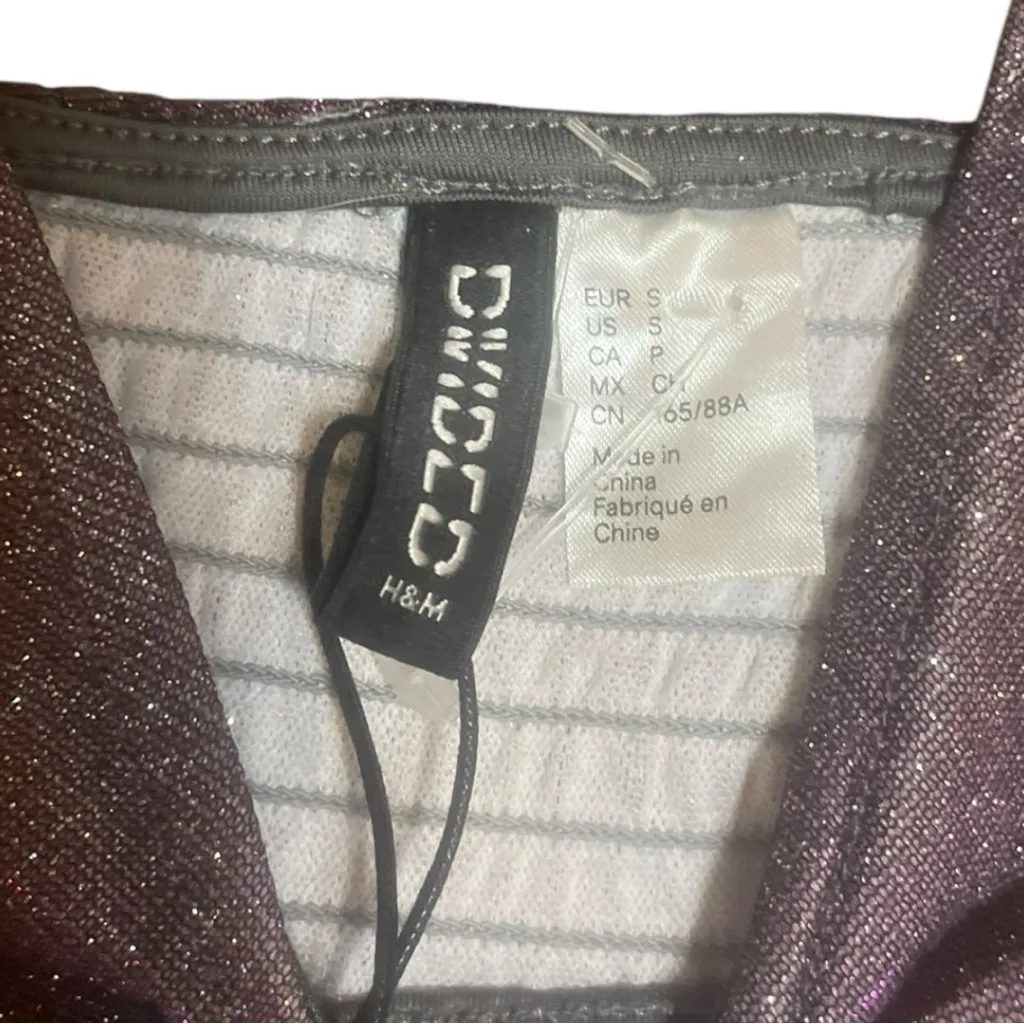 DIVIDED
H&M
EUR S
US S
CA P
MX CH
CN 165/88A
Made in
China
Fabriqué en
Chine